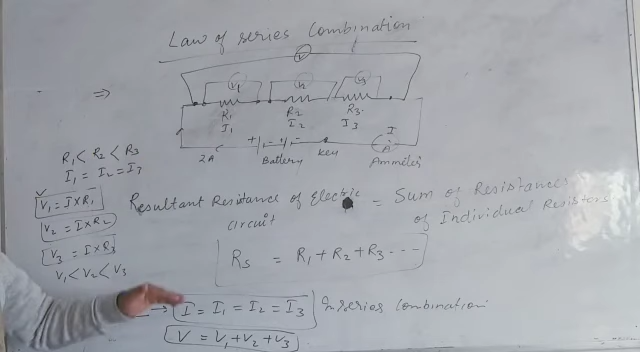 Law of series Combination
V
V1 V2 V3
R1 R2 R3
I1 I2 I3
2A + - + - Battery Key A I Ammeter
⇒
R1 < R2 < R3
I1 = I2 = I3
V1 = I×R1
V2 = I×R2
V3 = I×R3
V1 < V2 < V3
Resultant Resistance of Electric circuit = Sum of Resistances of Individual Resistors
Rs = R1 + R2 + R3 ----
→ I = I1 = I2 = I3 In series Combination
V = V1 + V2 + V3